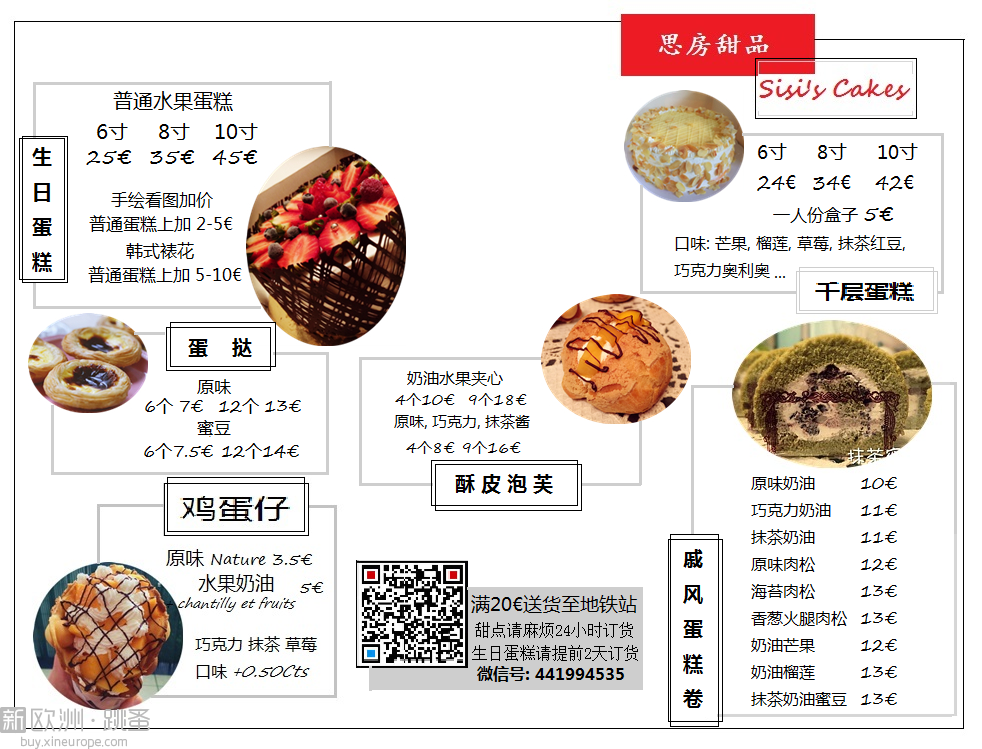 思房甜品
Sisi's Cakes
生日蛋糕
普通水果蛋糕
6寸 8寸 10寸
25€ 35€ 45€
手绘看图加价
普通蛋糕上加 2-5€
韩式裱花
普通蛋糕上加 5-10€
6寸 8寸 10寸
24€ 34€ 42€
一人份盒子 5€
口味: 芒果, 榴莲, 草莓, 抹茶红豆,
巧克力奥利奥 ...
千层蛋糕
蛋 挞
原味
6个 7€ 12个 13€
蜜豆
6个7.5€ 12个14€
奶油水果夹心
4个10€ 9个18€
原味, 巧克力, 抹茶酱
4个8€ 9个16€
酥皮泡芙
鸡蛋仔
原味 Nature 3.5€
水果奶油 5€
+ chantilly et fruits
巧克力 抹茶 草莓
口味 +0.50Cts
满20€送货至地铁站
甜点请麻烦24小时订货
生日蛋糕请提前2天订货
微信号: 441994535
抹茶
戚风蛋糕卷
原味奶油 10€
巧克力奶油 11€
抹茶奶油 11€
原味肉松 12€
海苔肉松 13€
香葱火腿肉松 13€
奶油芒果 12€
奶油榴莲 13€
抹茶奶油蜜豆 13€
新欧洲·跳蚤
buy.xineurope.com